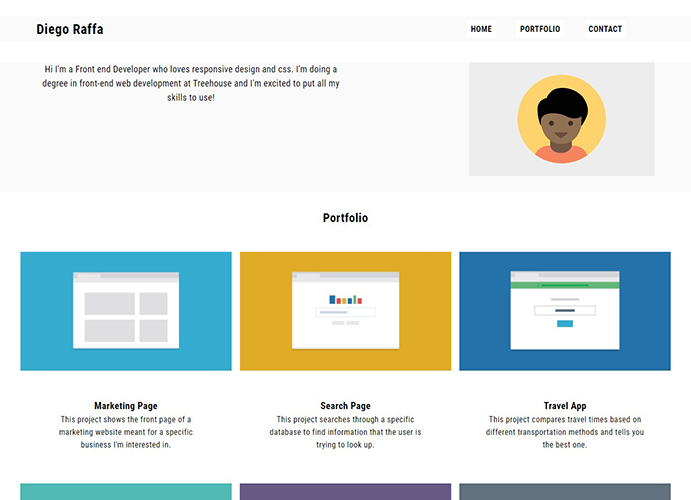 Diego Raffa
HOME PORTFOLIO CONTACT
Hi I'm a Front end Developer who loves responsive design and css. I'm doing a
degree in front-end web development at Treehouse and I'm excited to put all my
skills to use!
Portfolio
Marketing Page
This project shows the front page of a
marketing website meant for a specific
business I'm interested in.
Search Page
This project searches through a specific
database to find information that the user is
trying to look up.
Travel App
This project compares travel times based on
different transportation methods and tells you
the best one.